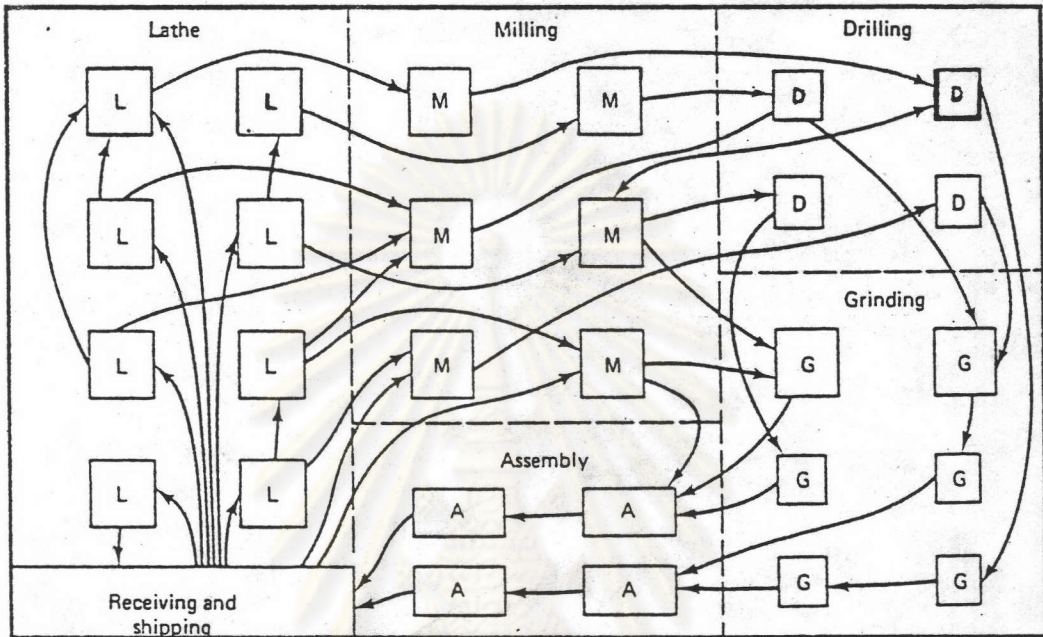 Lathe
Milling
Drilling
L
L
M
M
D
D
L
L
M
M
D
D
Grinding
L
L
M
M
G
G
Assembly
L
L
A
A
G
G
Receiving and
shipping
A
A
G
G